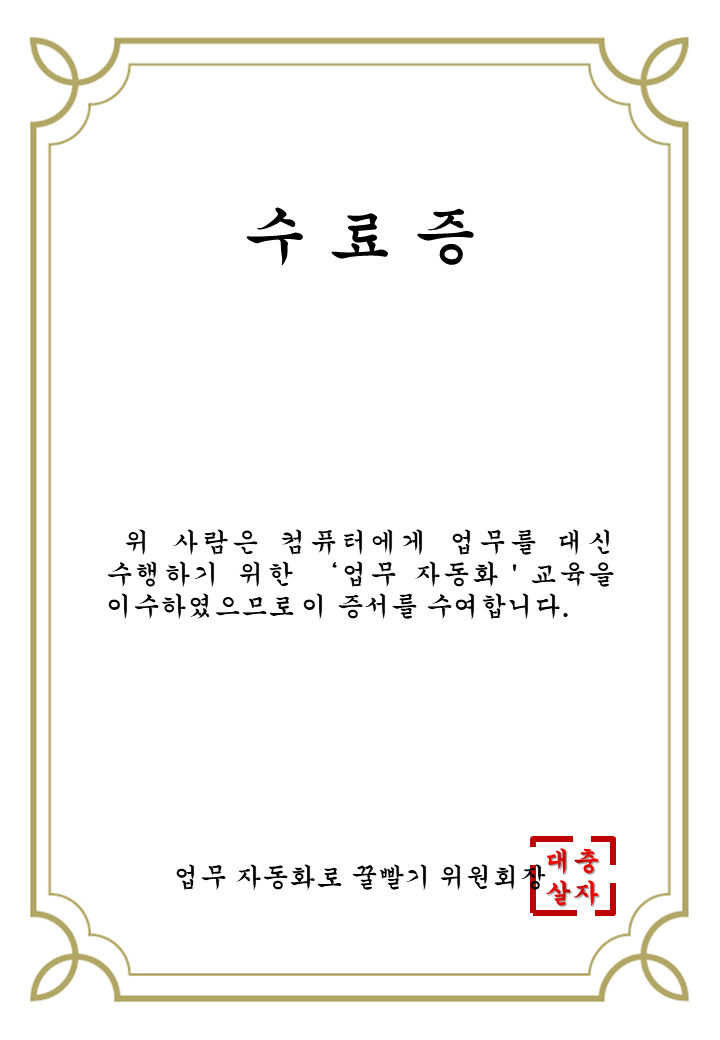 수 료 증
위 사람은 컴퓨터에게 업무를 대신
수행하기 위한 ‘업무 자동화＇교육을
이수하였으므로 이 증서를 수여합니다.
업무 자동화로 꿀빨기 위원회장
대충
살자